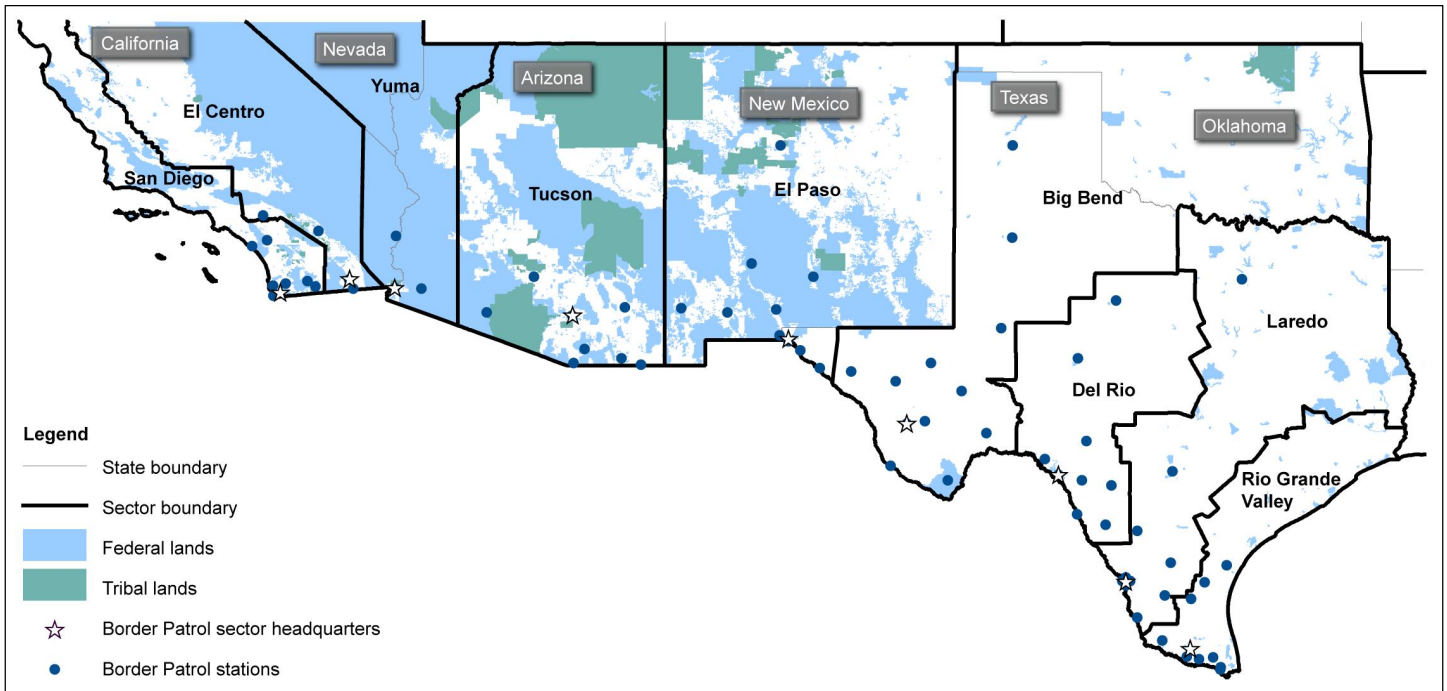 California
Nevada
Arizona
New Mexico
Texas
Oklahoma
Yuma
El Centro
San Diego
Tucson
El Paso
Big Bend
Laredo
Del Rio
Rio Grande
Valley
Legend
State boundary
Sector boundary
Federal lands
Tribal lands
Border Patrol sector headquarters
Border Patrol stations